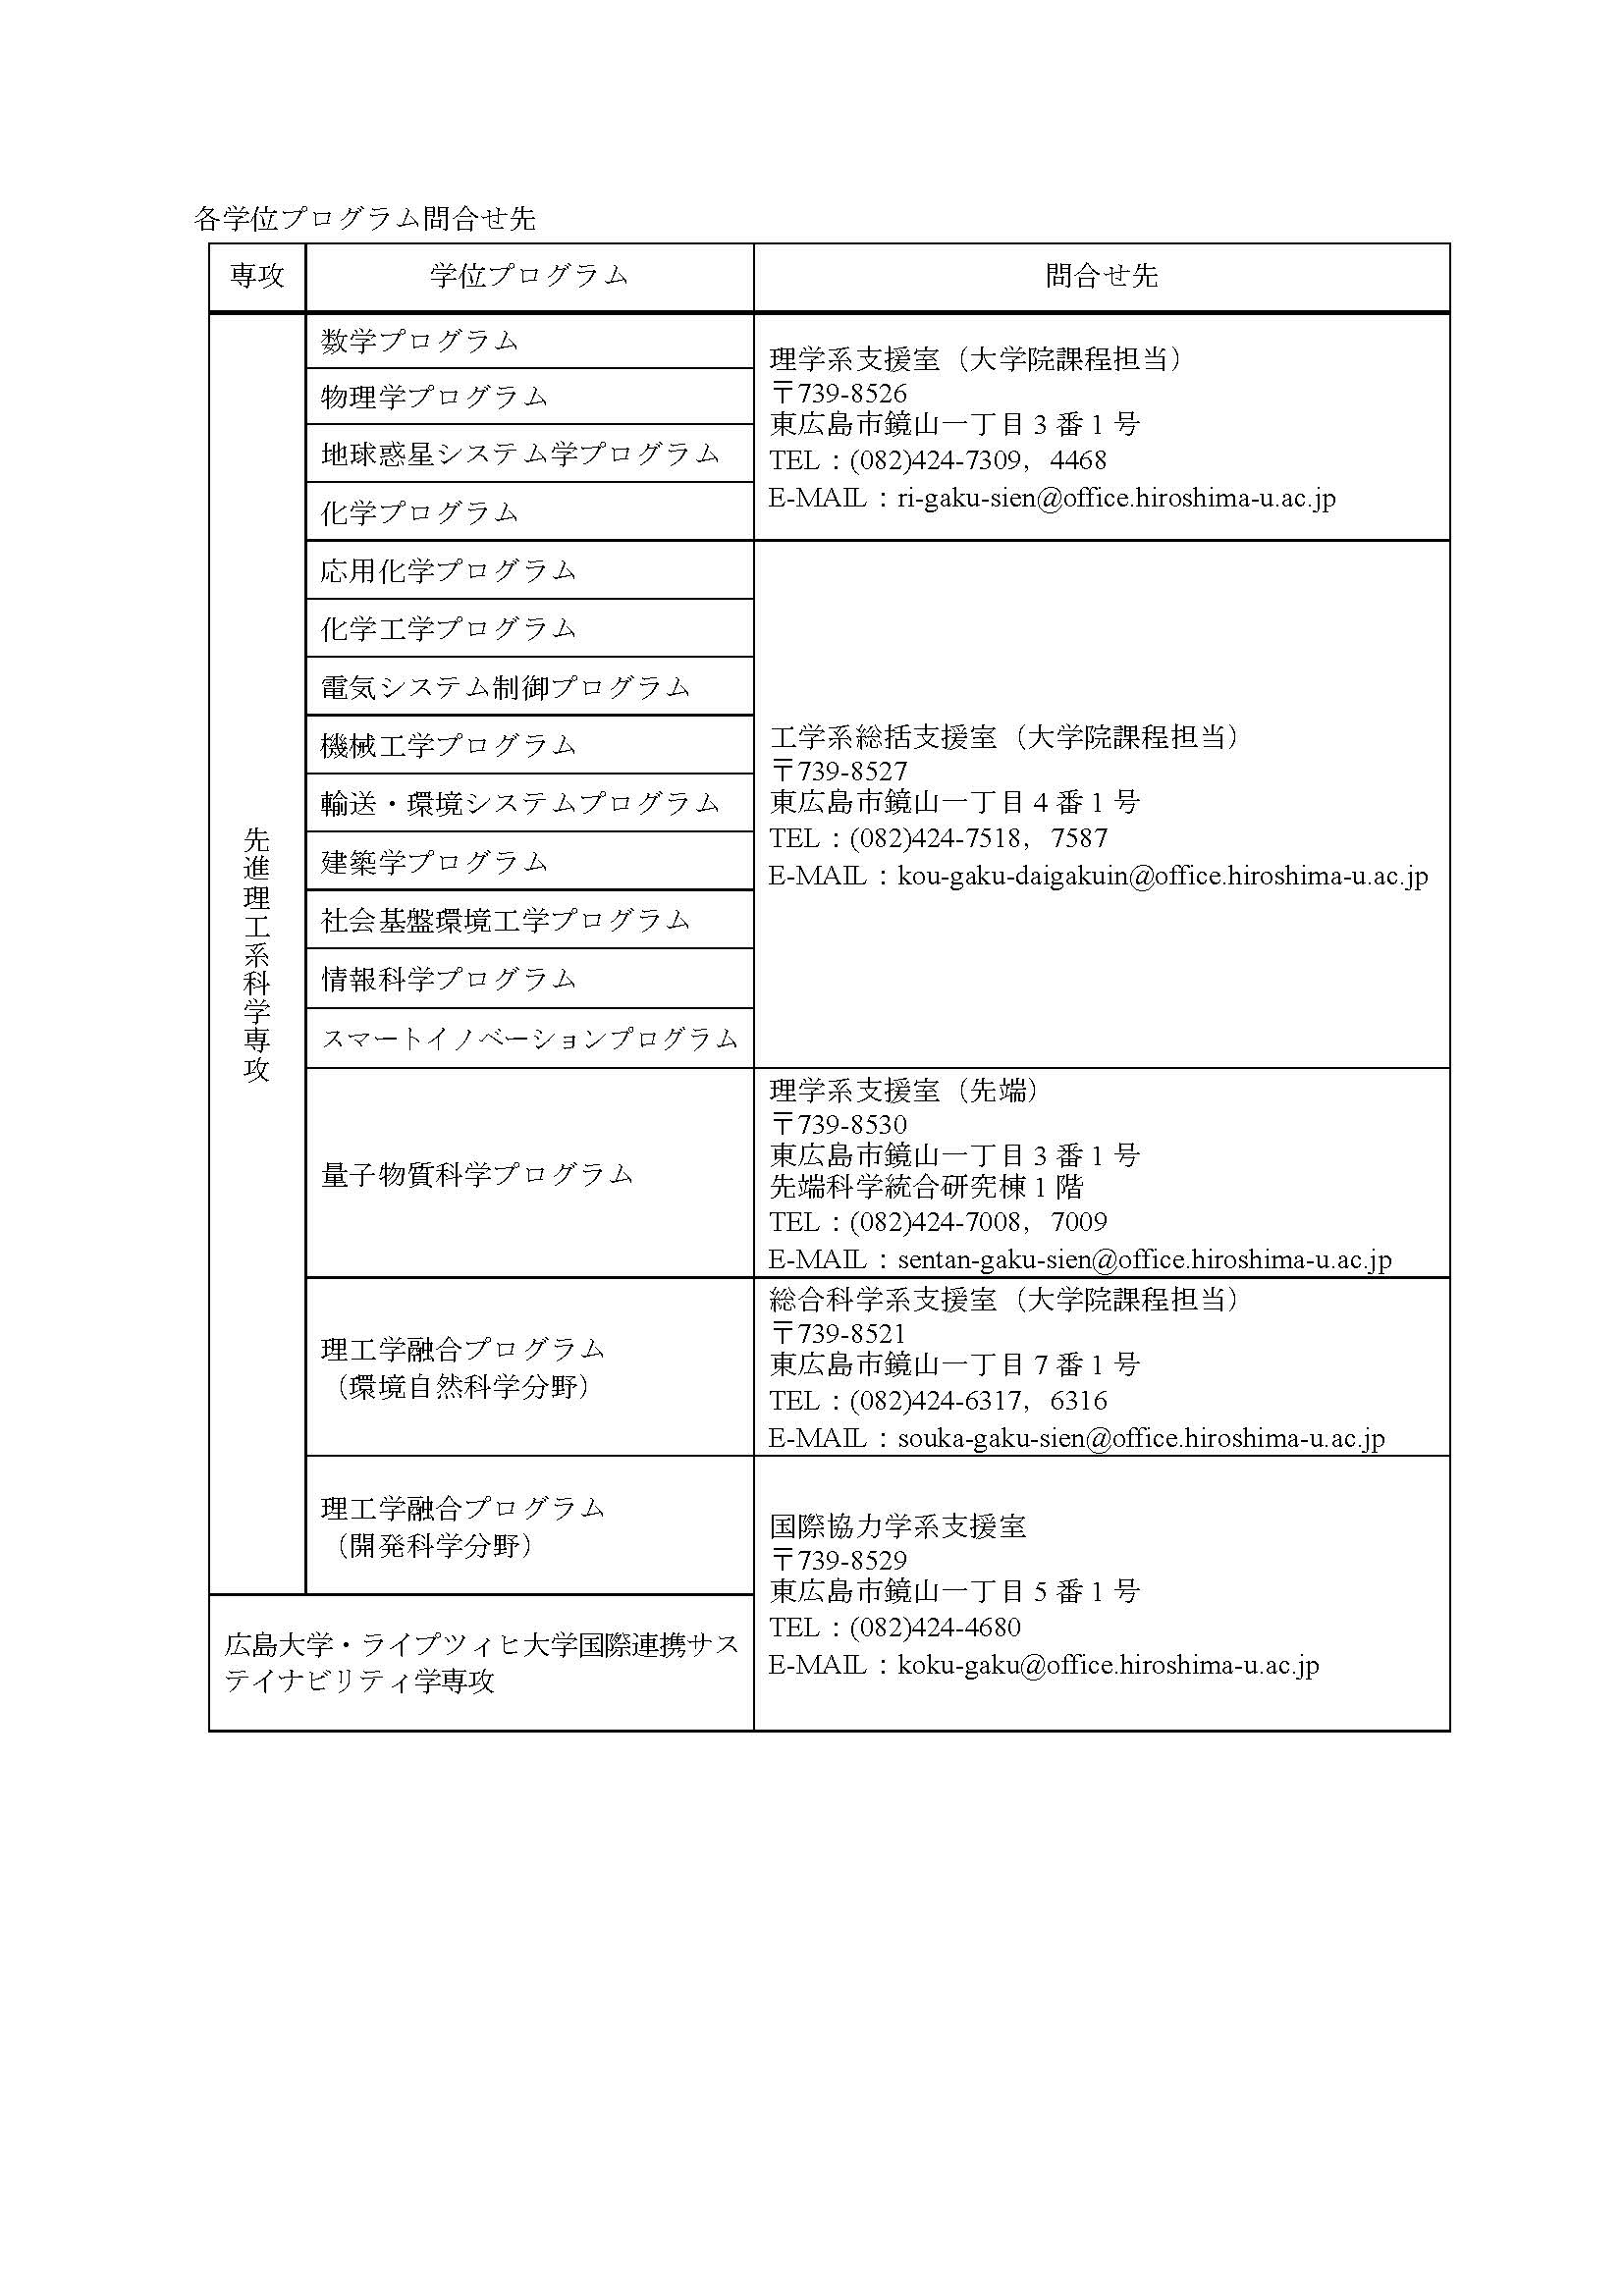 各学位プログラム問合せ先
専攻
学位プログラム
問合せ先
先進理工系科学専攻
数学プログラム
物理学プログラム
地球惑星システム学プログラム
化学プログラム
理学系支援室（大学院課程担当）
〒739-8526
東広島市鏡山一丁目3番1号
TEL：(082)424-7309，4468
E-MAIL：ri-gaku-sien@office.hiroshima-u.ac.jp
応用化学プログラム
化学工学プログラム
電気システム制御プログラム
機械工学プログラム
輸送・環境システムプログラム
建築学プログラム
社会基盤環境工学プログラム
情報科学プログラム
スマートイノベーションプログラム
工学系総括支援室（大学院課程担当）
〒739-8527
東広島市鏡山一丁目4番1号
TEL：(082)424-7518，7587
E-MAIL：kou-gaku-daigakuin@office.hiroshima-u.ac.jp
量子物質科学プログラム
理学系支援室（先端）
〒739-8530
東広島市鏡山一丁目3番1号
先端科学統合研究棟1階
TEL：(082)424-7008，7009
E-MAIL：sentan-gaku-sien@office.hiroshima-u.ac.jp
理工学融合プログラム
（環境自然科学分野）
総合科学系支援室（大学院課程担当）
〒739-8521
東広島市鏡山一丁目7番1号
TEL：(082)424-6317，6316
E-MAIL：souka-gaku-sien@office.hiroshima-u.ac.jp
理工学融合プログラム
（開発科学分野）
広島大学・ライプツィヒ大学国際連携サス
テイナビリティ学専攻
国際協力学系支援室
〒739-8529
東広島市鏡山一丁目5番1号
TEL：(082)424-4680
E-MAIL：koku-gaku@office.hiroshima-u.ac.jp